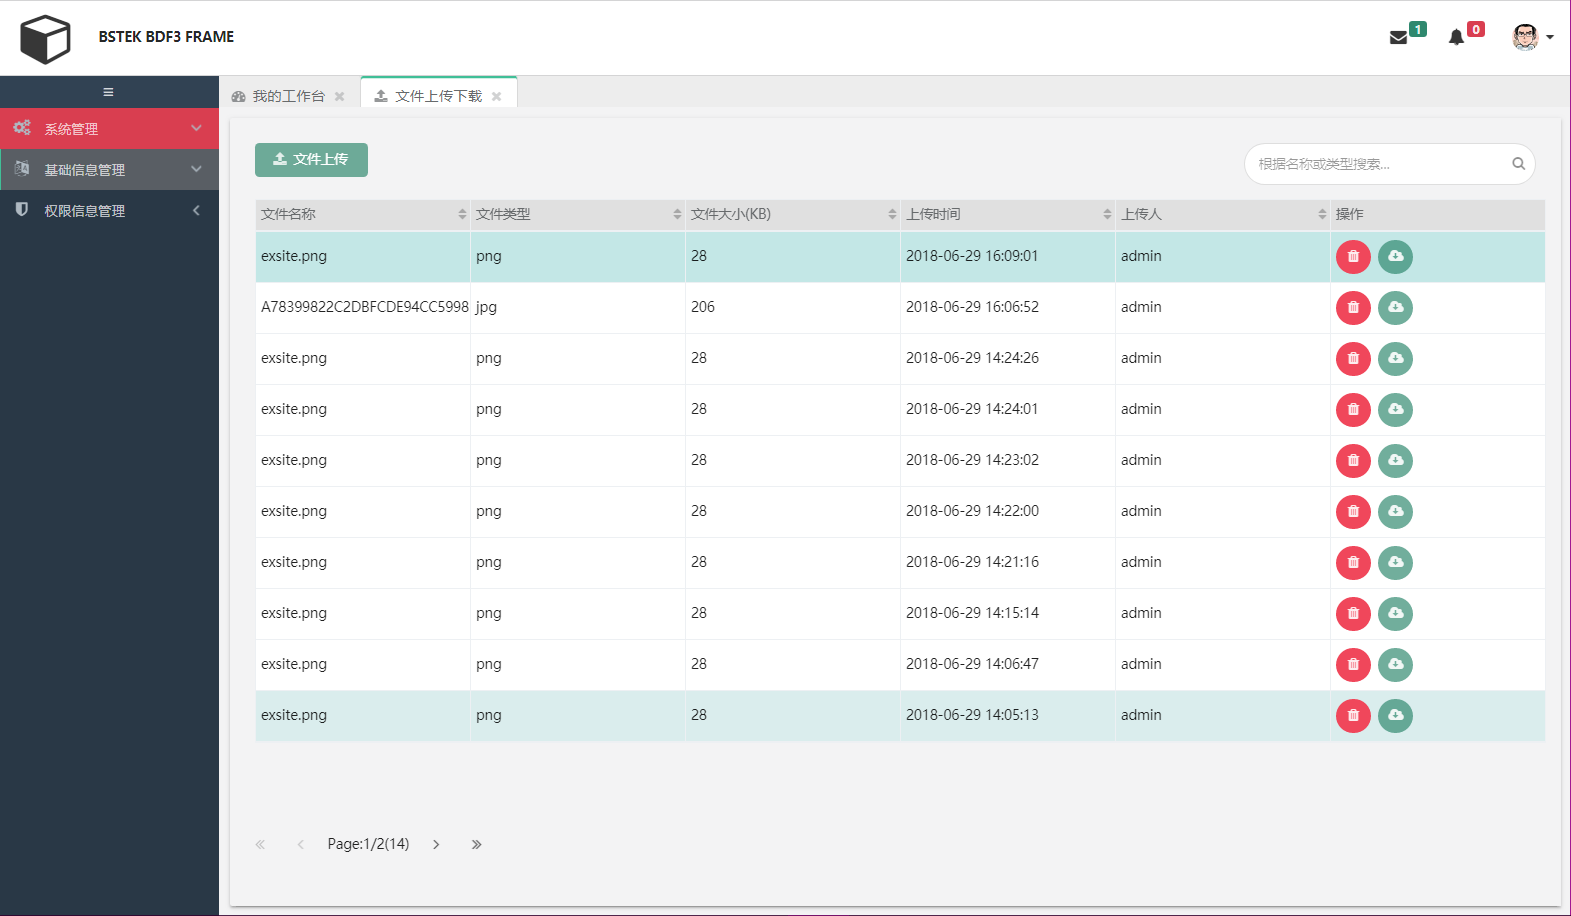 BSTEK BDF3 FRAME
1
0
我的工作台
文件上传下载
系统管理
基础信息管理
权限信息管理
文件上传
根据名称或类型搜索...
文件名称 文件类型 文件大小(KB) 上传时间 上传人 操作
exsite.png png 28 2018-06-29 16:09:01 admin
A78399822C2DBFCDE94CC5998 jpg 206 2018-06-29 16:06:52 admin
exsite.png png 28 2018-06-29 14:24:26 admin
exsite.png png 28 2018-06-29 14:24:01 admin
exsite.png png 28 2018-06-29 14:23:02 admin
exsite.png png 28 2018-06-29 14:22:00 admin
exsite.png png 28 2018-06-29 14:21:16 admin
exsite.png png 28 2018-06-29 14:15:14 admin
exsite.png png 28 2018-06-29 14:06:47 admin
exsite.png png 28 2018-06-29 14:05:13 admin
Page:1/2(14)